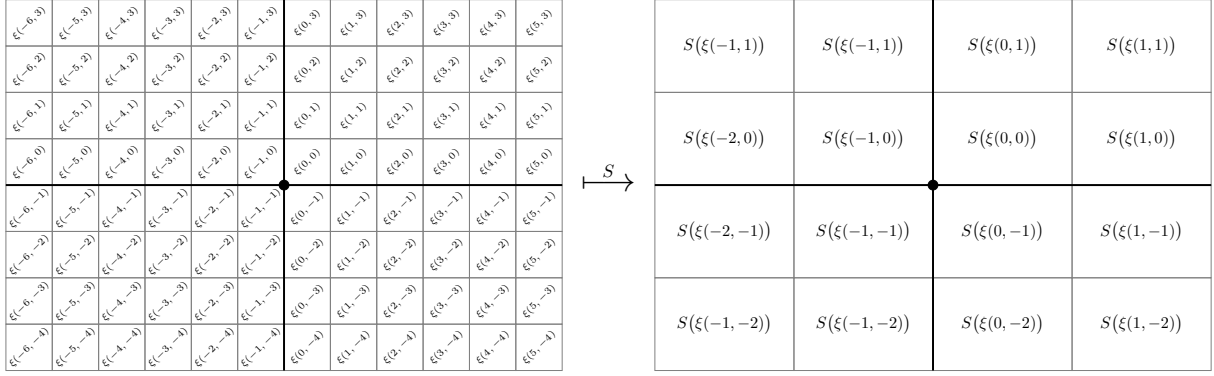 ξ(−6, 3) ξ(−5, 3) ξ(−4, 3) ξ(−3, 3) ξ(−2, 3) ξ(−1, 3) ξ(0, 3) ξ(1, 3) ξ(2, 3) ξ(3, 3) ξ(4, 3) ξ(5, 3)
ξ(−6, 2) ξ(−5, 2) ξ(−4, 2) ξ(−3, 2) ξ(−2, 2) ξ(−1, 2) ξ(0, 2) ξ(1, 2) ξ(2, 2) ξ(3, 2) ξ(4, 2) ξ(5, 2)
ξ(−6, 1) ξ(−5, 1) ξ(−4, 1) ξ(−3, 1) ξ(−2, 1) ξ(−1, 1) ξ(0, 1) ξ(1, 1) ξ(2, 1) ξ(3, 1) ξ(4, 1) ξ(5, 1)
ξ(−6, 0) ξ(−5, 0) ξ(−4, 0) ξ(−3, 0) ξ(−2, 0) ξ(−1, 0) ξ(0, 0) ξ(1, 0) ξ(2, 0) ξ(3, 0) ξ(4, 0) ξ(5, 0)
ξ(−6, −1) ξ(−5, −1) ξ(−4, −1) ξ(−3, −1) ξ(−2, −1) ξ(−1, −1) ξ(0, −1) ξ(1, −1) ξ(2, −1) ξ(3, −1) ξ(4, −1) ξ(5, −1)
ξ(−6, −2) ξ(−5, −2) ξ(−4, −2) ξ(−3, −2) ξ(−2, −2) ξ(−1, −2) ξ(0, −2) ξ(1, −2) ξ(2, −2) ξ(3, −2) ξ(4, −2) ξ(5, −2)
ξ(−6, −3) ξ(−5, −3) ξ(−4, −3) ξ(−3, −3) ξ(−2, −3) ξ(−1, −3) ξ(0, −3) ξ(1, −3) ξ(2, −3) ξ(3, −3) ξ(4, −3) ξ(5, −3)
ξ(−6, −4) ξ(−5, −4) ξ(−4, −4) ξ(−3, −4) ξ(−2, −4) ξ(−1, −4) ξ(0, −4) ξ(1, −4) ξ(2, −4) ξ(3, −4) ξ(4, −4) ξ(5, −4)
S
S(ξ(−1, 1)) S(ξ(−1, 1)) S(ξ(0, 1)) S(ξ(1, 1))
S(ξ(−2, 0)) S(ξ(−1, 0)) S(ξ(0, 0)) S(ξ(1, 0))
S(ξ(−2, −1)) S(ξ(−1, −1)) S(ξ(0, −1)) S(ξ(1, −1))
S(ξ(−1, −2)) S(ξ(−1, −2)) S(ξ(0, −2)) S(ξ(1, −2))